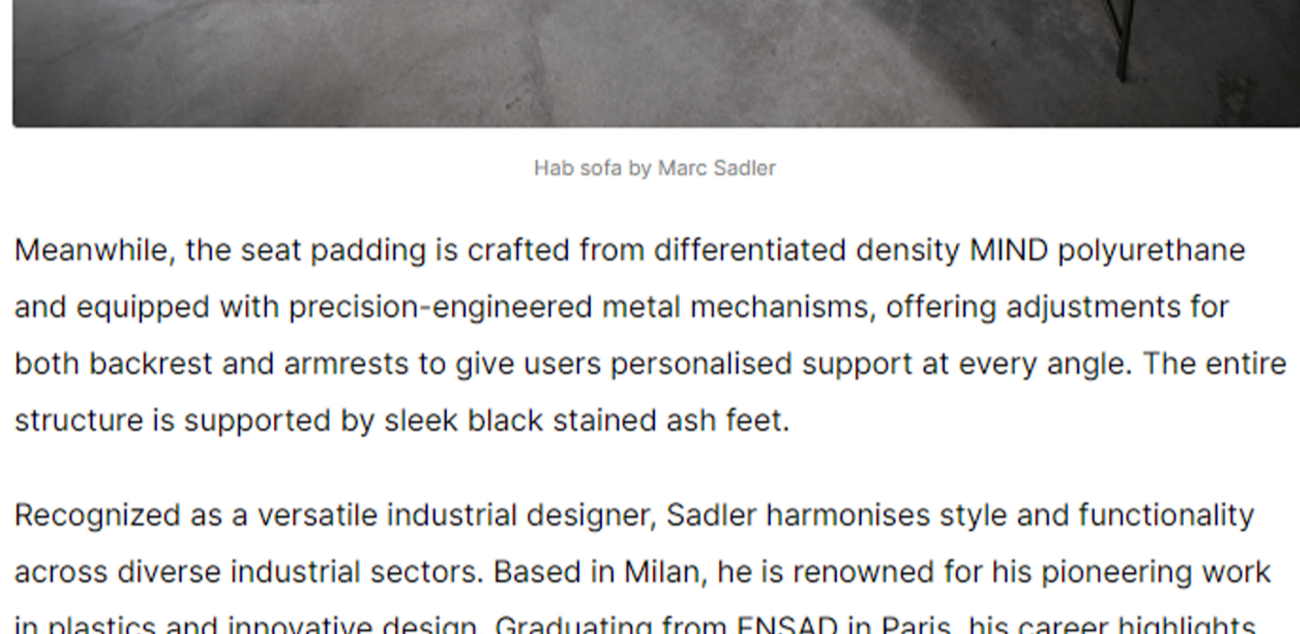 Hab sofa by Marc Sadler
Meanwhile, the seat padding is crafted from differentiated density MIND polyurethane
and equipped with precision-engineered metal mechanisms, offering adjustments for
both backrest and armrests to give users personalised support at every angle. The entire
structure is supported by sleek black stained ash feet.
Recognized as a versatile industrial designer, Sadler harmonises style and functionality
across diverse industrial sectors. Based in Milan, he is renowned for his pioneering work
in plastics and innovative design. Graduating from ENSAD in Paris, his career highlights